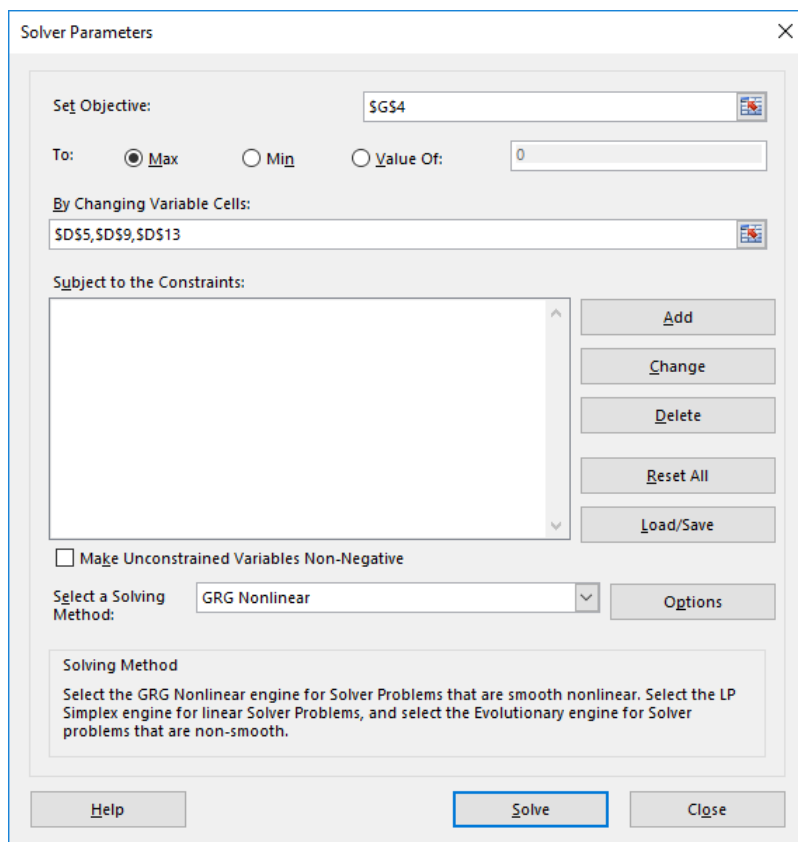 Solver Parameters
Set Objective: $G$4
To: Max Min Value Of: 0
By Changing Variable Cells:
$D$5,$D$9,$D$13
Subject to the Constraints:
Add
Change
Delete
Reset All
Load/Save
Make Unconstrained Variables Non-Negative
Select a Solving
Method:
GRG Nonlinear
Options
Solving Method
Select the GRG Nonlinear engine for Solver Problems that are smooth nonlinear. Select the LP
Simplex engine for linear Solver Problems, and select the Evolutionary engine for Solver
problems that are non-smooth.
Help Solve Close